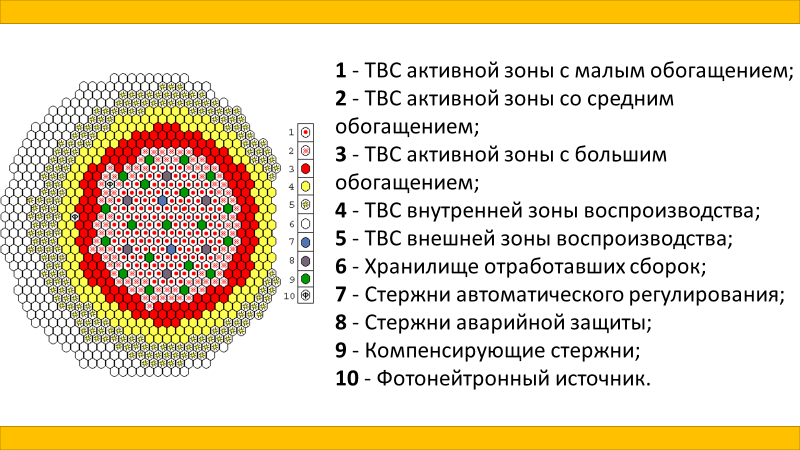 1 - ТВС активной зоны с малым обогащением;
2 - ТВС активной зоны со средним
обогащением;
3 - ТВС активной зоны с большим
обогащением;
4 - ТВС внутренней зоны воспроизводства;
5 - ТВС внешней зоны воспроизводства;
6 - Хранилище отработавших сборок;
7 - Стержни автоматического регулирования;
8 - Стержни аварийной защиты;
9 - Компенсирующие стержни;
10 - Фотонейтронный источник.
1
2
3
4
5
6
7
8
9
10